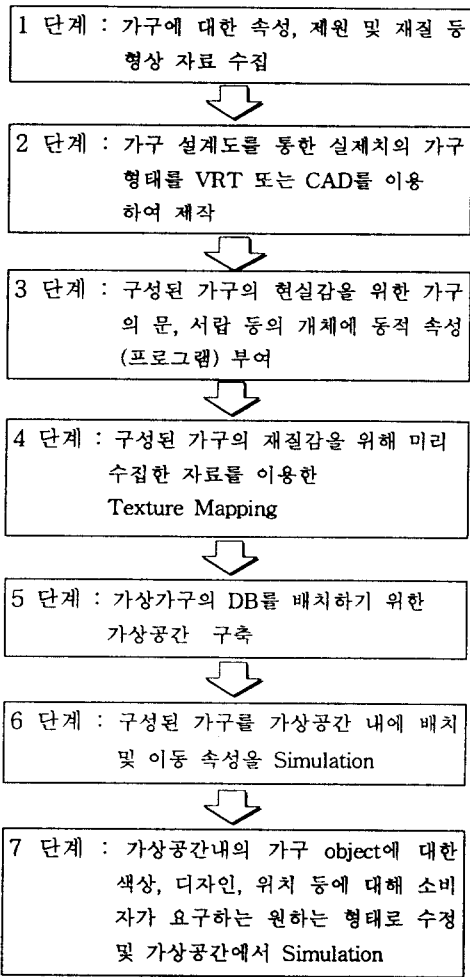 1 단계 : 가구에 대한 속성, 제원 및 재질 등
형상 자료 수집
2 단계 : 가구 설계도를 통한 실제치의 가구
형태를 VRT 또는 CAD를 이용
하여 제작
3 단계 : 구성된 가구의 현실감을 위한 가구
의 문, 서랍 등의 개체에 동적 속성
(프로그램) 부여
4 단계 : 구성된 가구의 재질감을 위해 미리
수집한 자료를 이용한
Texture Mapping
5 단계 : 가상가구의 DB를 배치하기 위한
가상공간 구축
6 단계 : 구성된 가구를 가상공간 내에 배치
및 이동 속성을 Simulation
7 단계 : 가상공간내의 가구 object에 대한
색상, 디자인, 위치 등에 대해 소비
자가 요구하는 원하는 형태로 수정
및 가상공간에서 Simulation